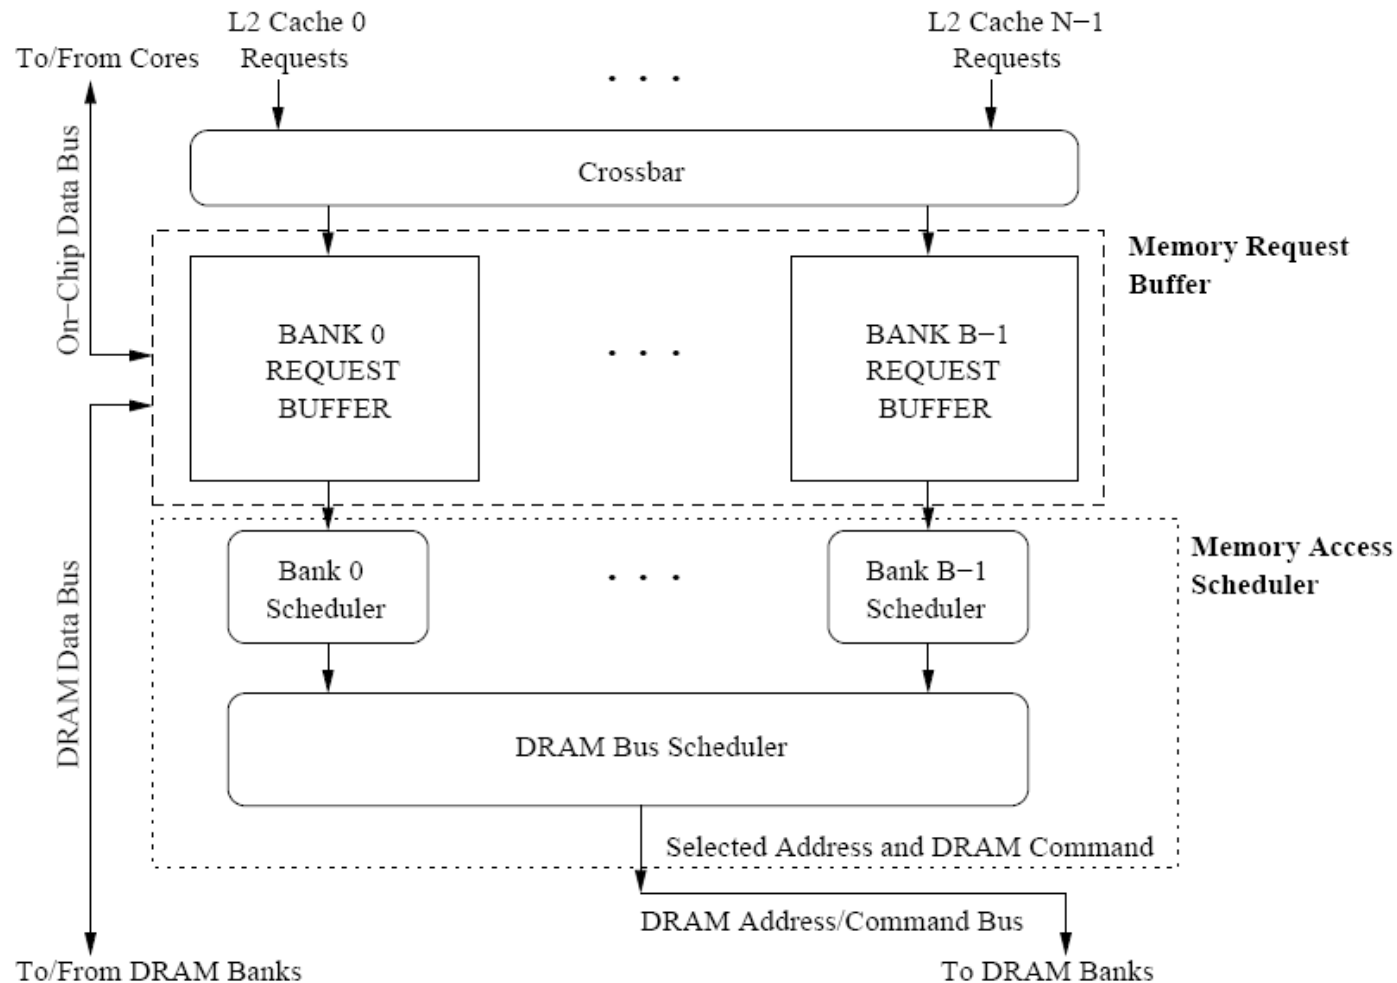 L2 Cache 0
Requests
L2 Cache N−1
Requests
To/From Cores
. . .
On−Chip Data Bus
Crossbar
Memory Request
Buffer
BANK 0
REQUEST
BUFFER
. . .
BANK B−1
REQUEST
BUFFER
Memory Access
Scheduler
Bank 0
Scheduler
. . .
Bank B−1
Scheduler
DRAM Data Bus
DRAM Bus Scheduler
Selected Address and DRAM Command
DRAM Address/Command Bus
To/From DRAM Banks
To DRAM Banks